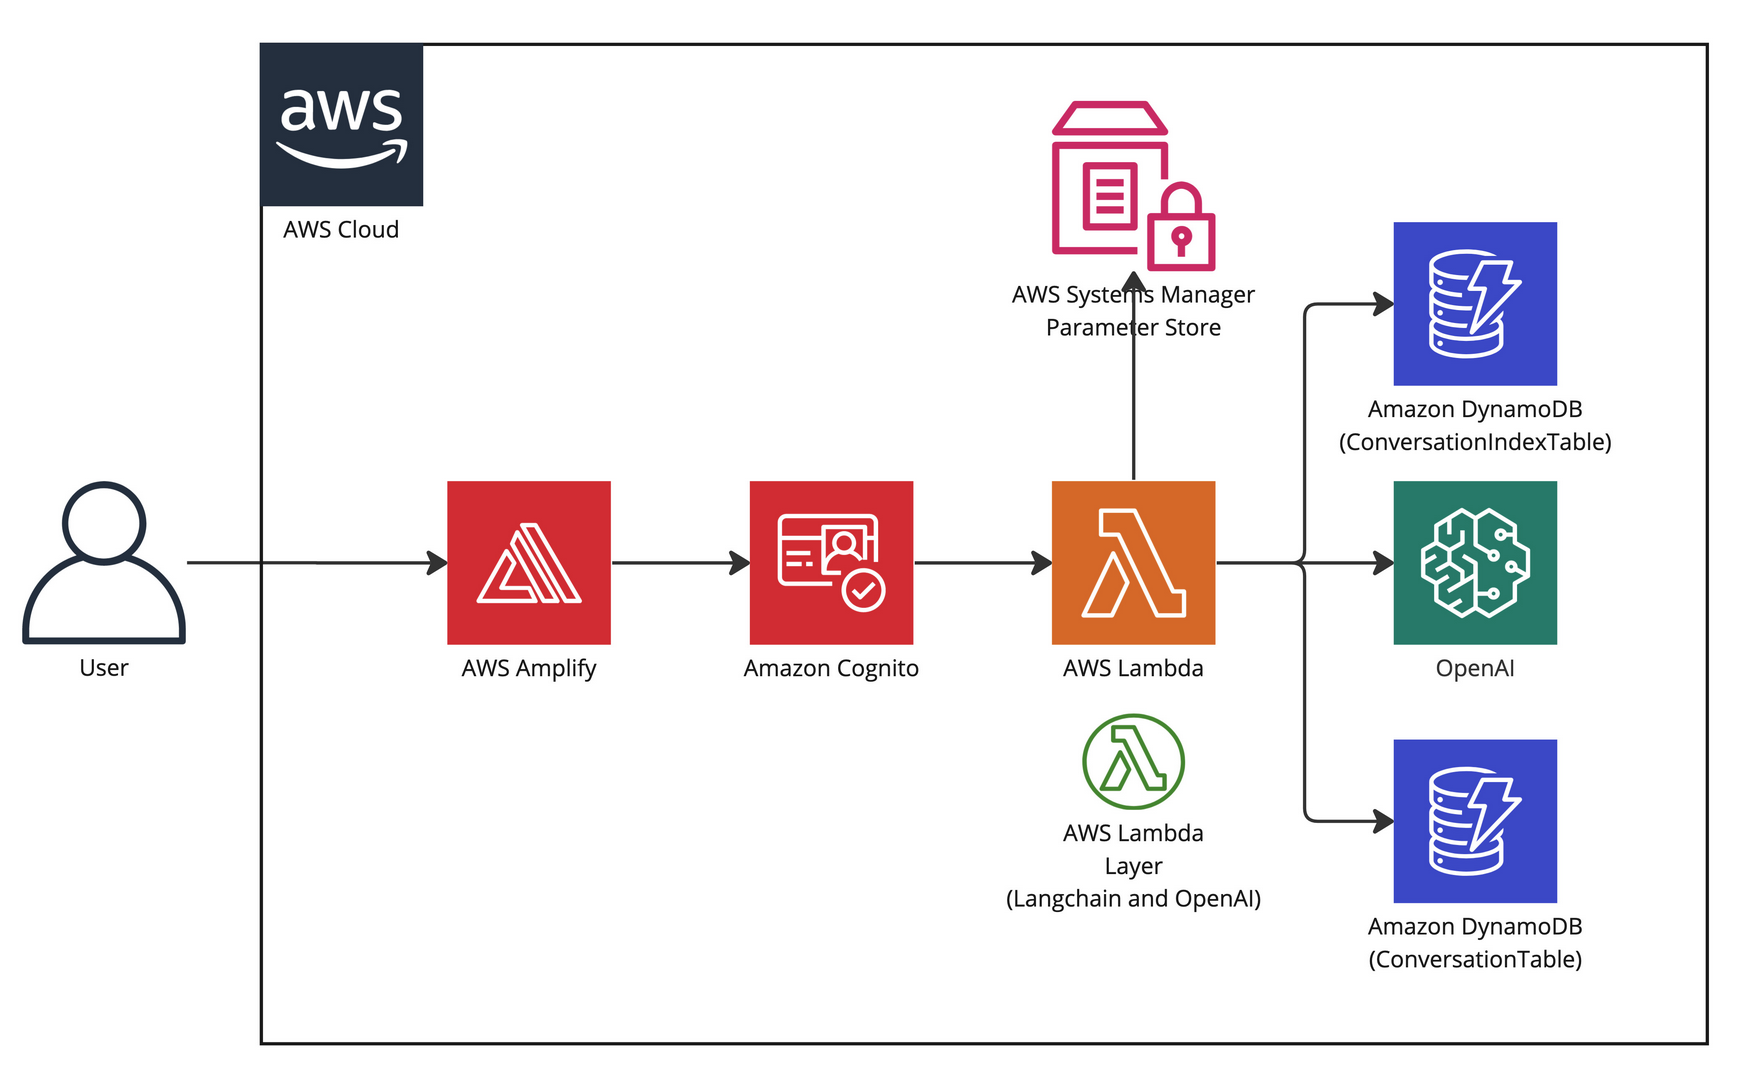 aws
AWS Cloud
AWS Systems Manager
Parameter Store
Amazon DynamoDB
(ConversationIndexTable)
User
AWS Amplify
Amazon Cognito
AWS Lambda
OpenAI
AWS Lambda
Layer
(Langchain and OpenAI)
Amazon DynamoDB
(ConversationTable)